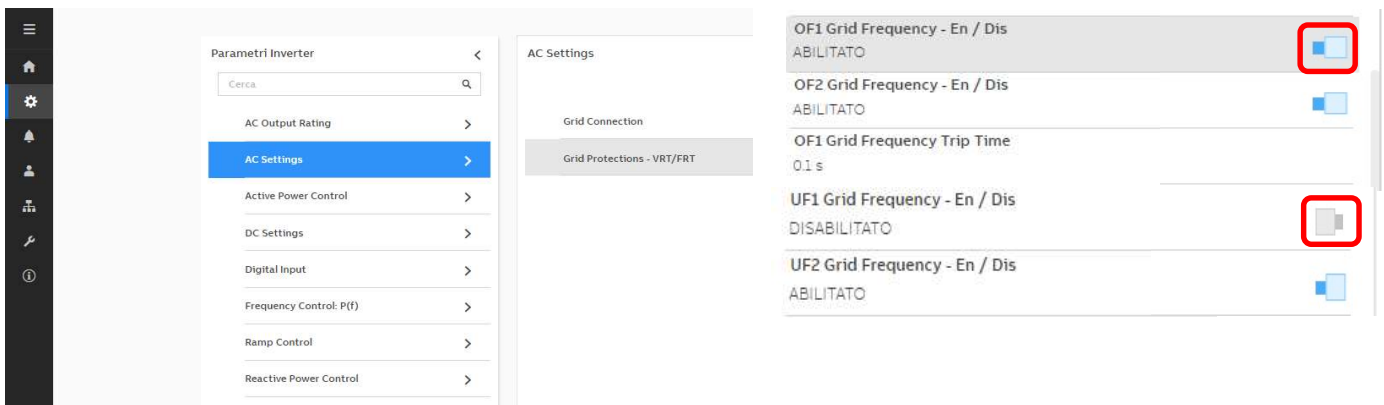 Parametri Inverter
Cerca
AC Output Rating
AC Settings
Active Power Control
DC Settings
Digital Input
Frequency Control: P(f)
Ramp Control
Reactive Power Control
AC Settings
Grid Connection
Grid Protections - VRT/FRT
OF1 Grid Frequency - En / Dis
ABILITATO
OF2 Grid Frequency - En / Dis
ABILITATO
OF1 Grid Frequency Trip Time
0.1 s
UF1 Grid Frequency - En / Dis
DISABILITATO
UF2 Grid Frequency - En / Dis
ABILITATO